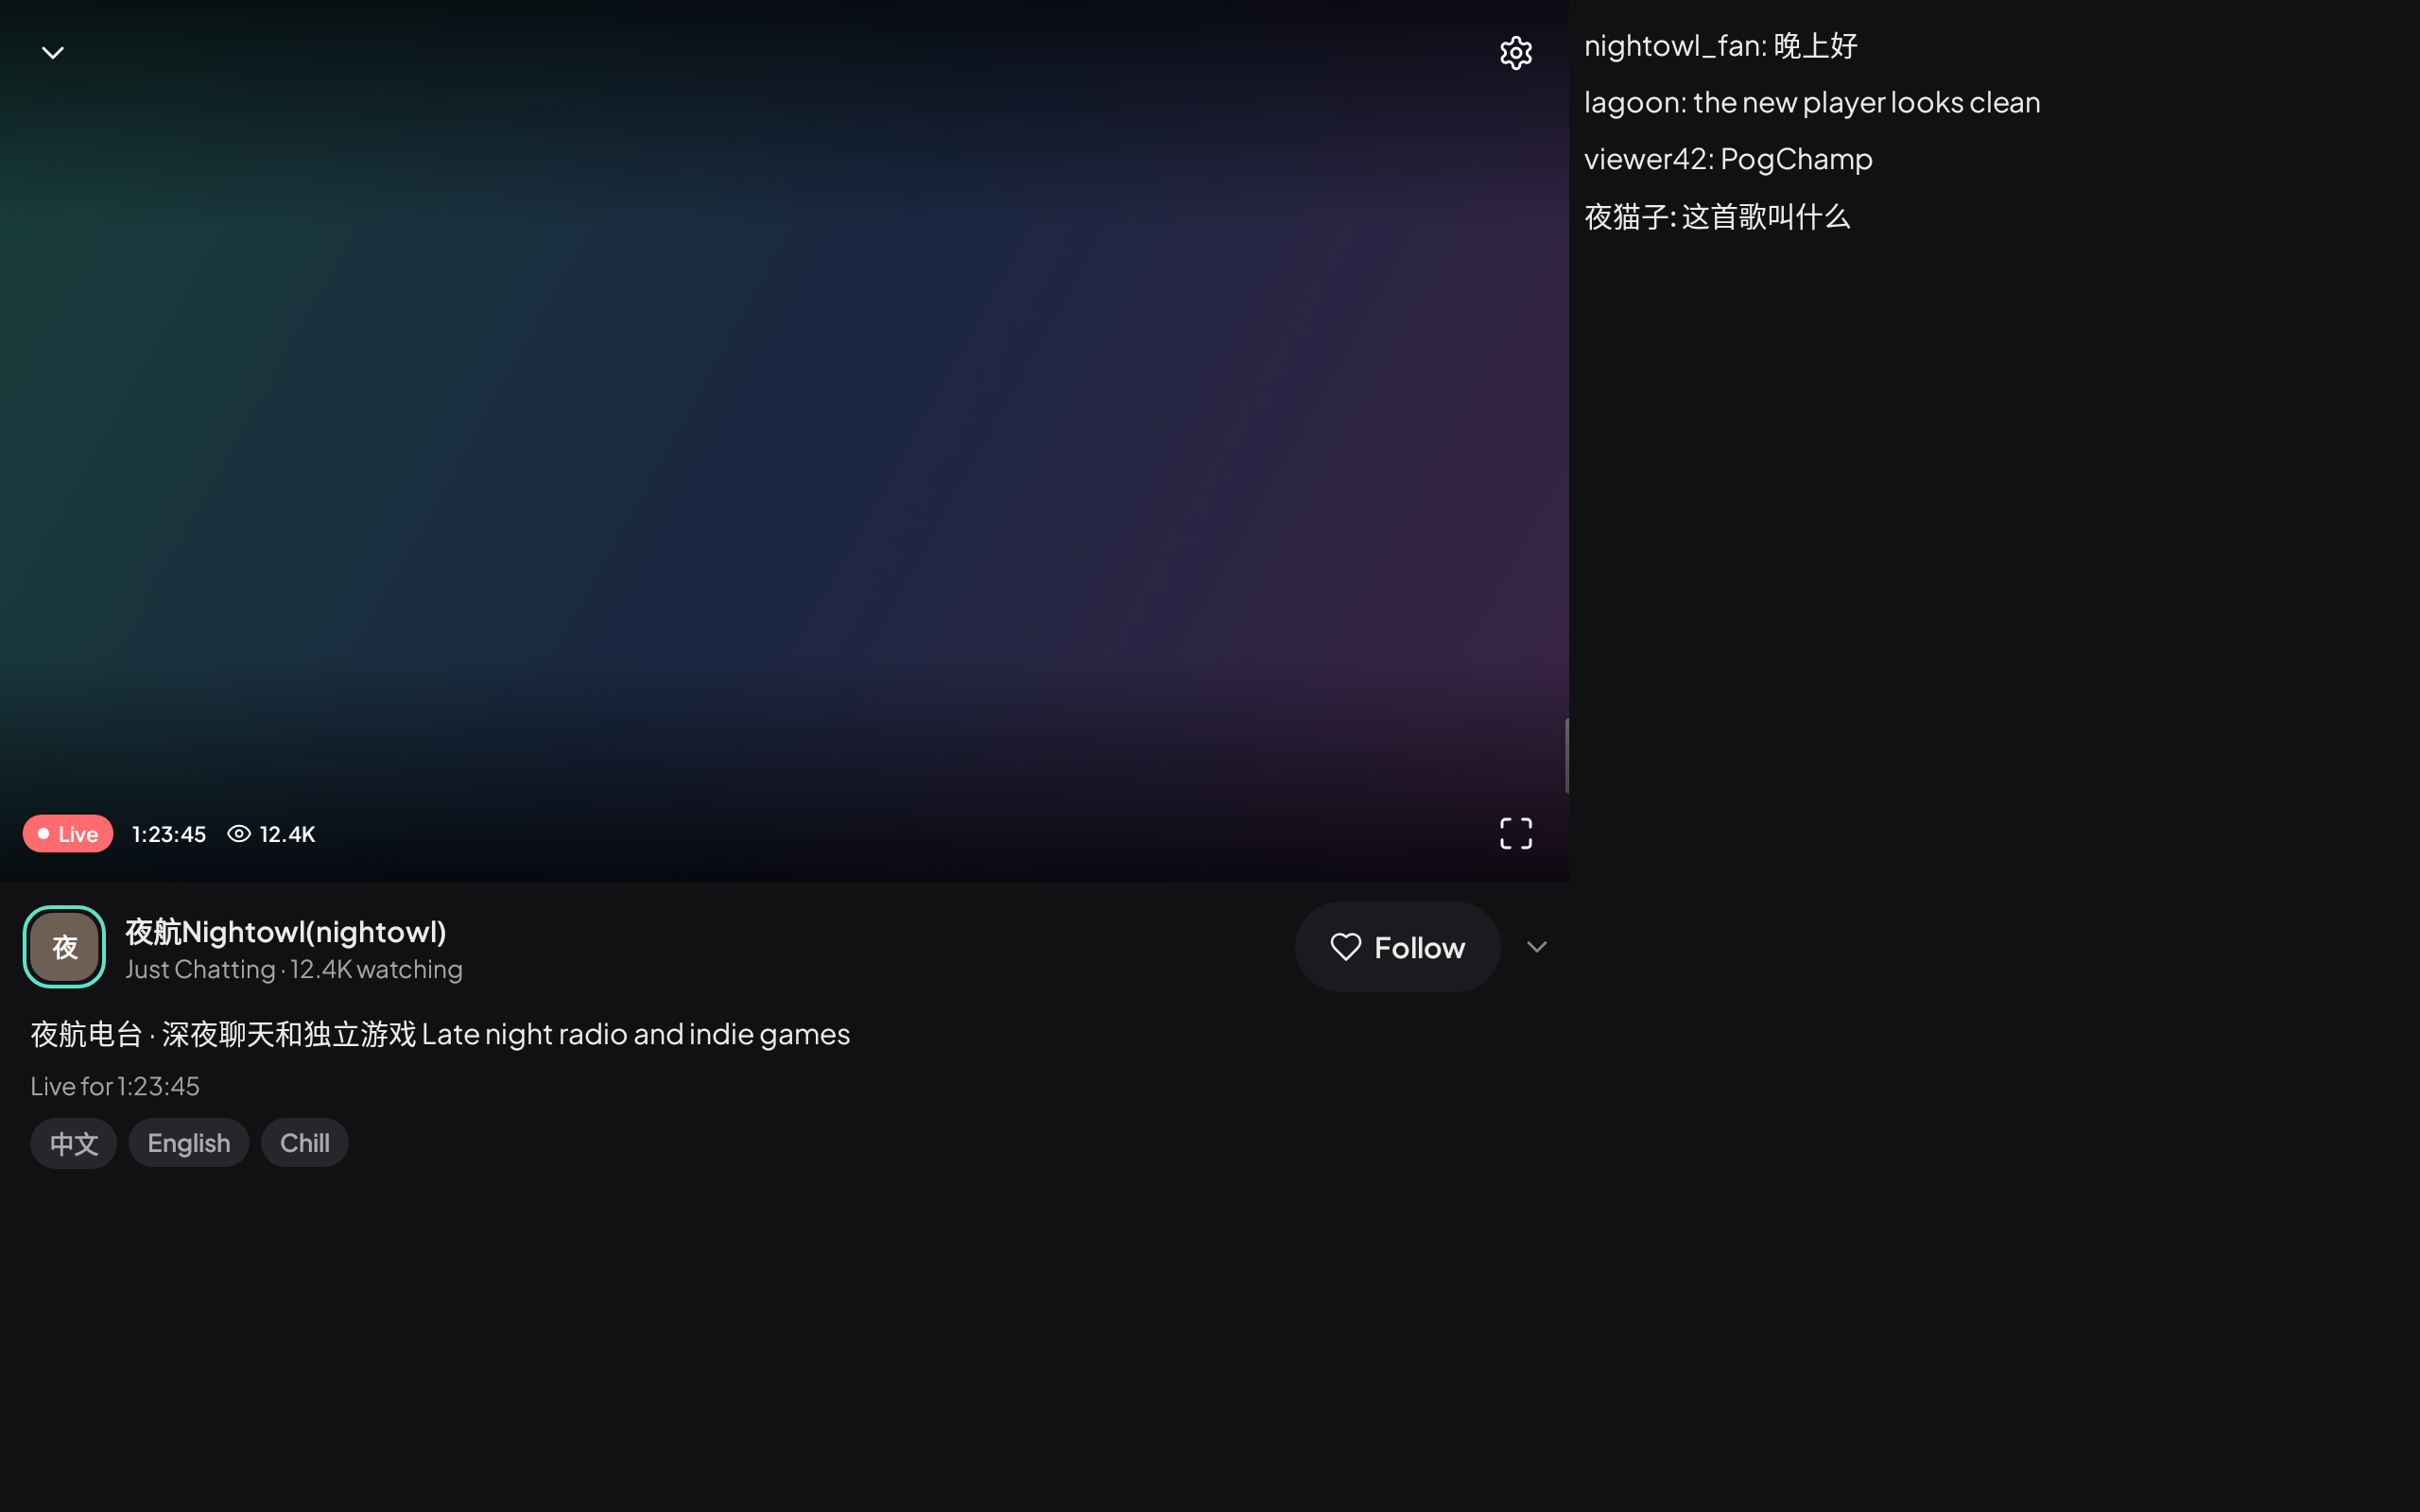 nightowl_fan: 晚上好
lagoon: the new player looks clean
viewer42: PogChamp
夜猫子: 这首歌叫什么
Live 1:23:45 12.4K
夜
夜航Nightowl(nightowl)
Just Chatting · 12.4K watching
Follow
夜航电台 · 深夜聊天和独立游戏 Late night radio and indie games
Live for 1:23:45
中文 English Chill